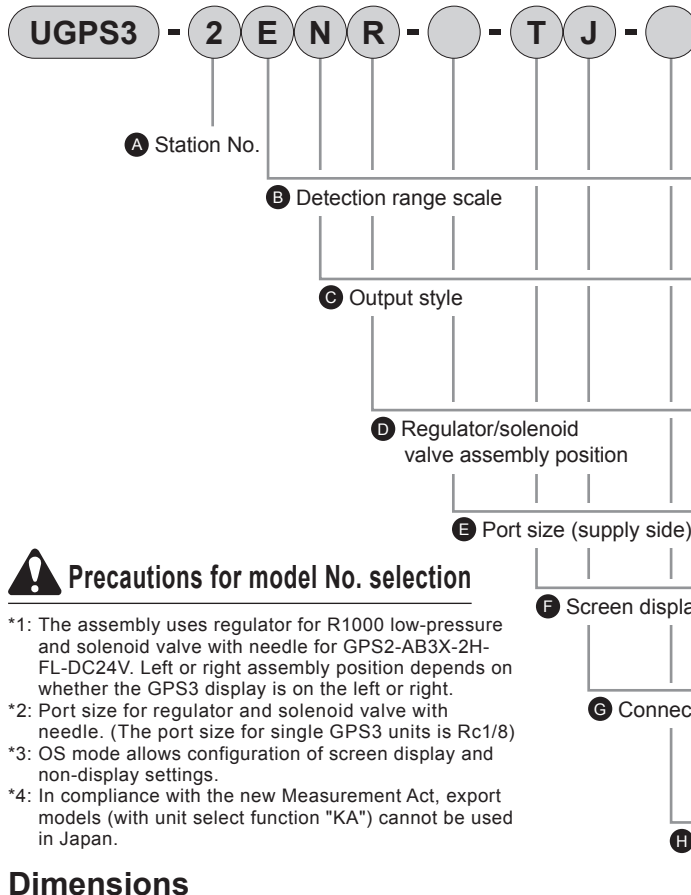 UGPS3 - 2 E N R - - T J -
A Station No.
B Detection range scale
C Output style
D Regulator/solenoid
valve assembly position
E Port size (supply side)
F Screen displa
G Connec
H
Precautions for model No. selection
*1: The assembly uses regulator for R1000 low-pressure
and solenoid valve with needle for GPS2-AB3X-2H-
FL-DC24V. Left or right assembly position depends on
whether the GPS3 display is on the left or right.
*2: Port size for regulator and solenoid valve with
needle. (The port size for single GPS3 units is Rc1/8)
*3: OS mode allows configuration of screen display and
non-display settings.
*4: In compliance with the new Measurement Act, export
models (with unit select function "KA") cannot be used
in Japan.
Dimensions